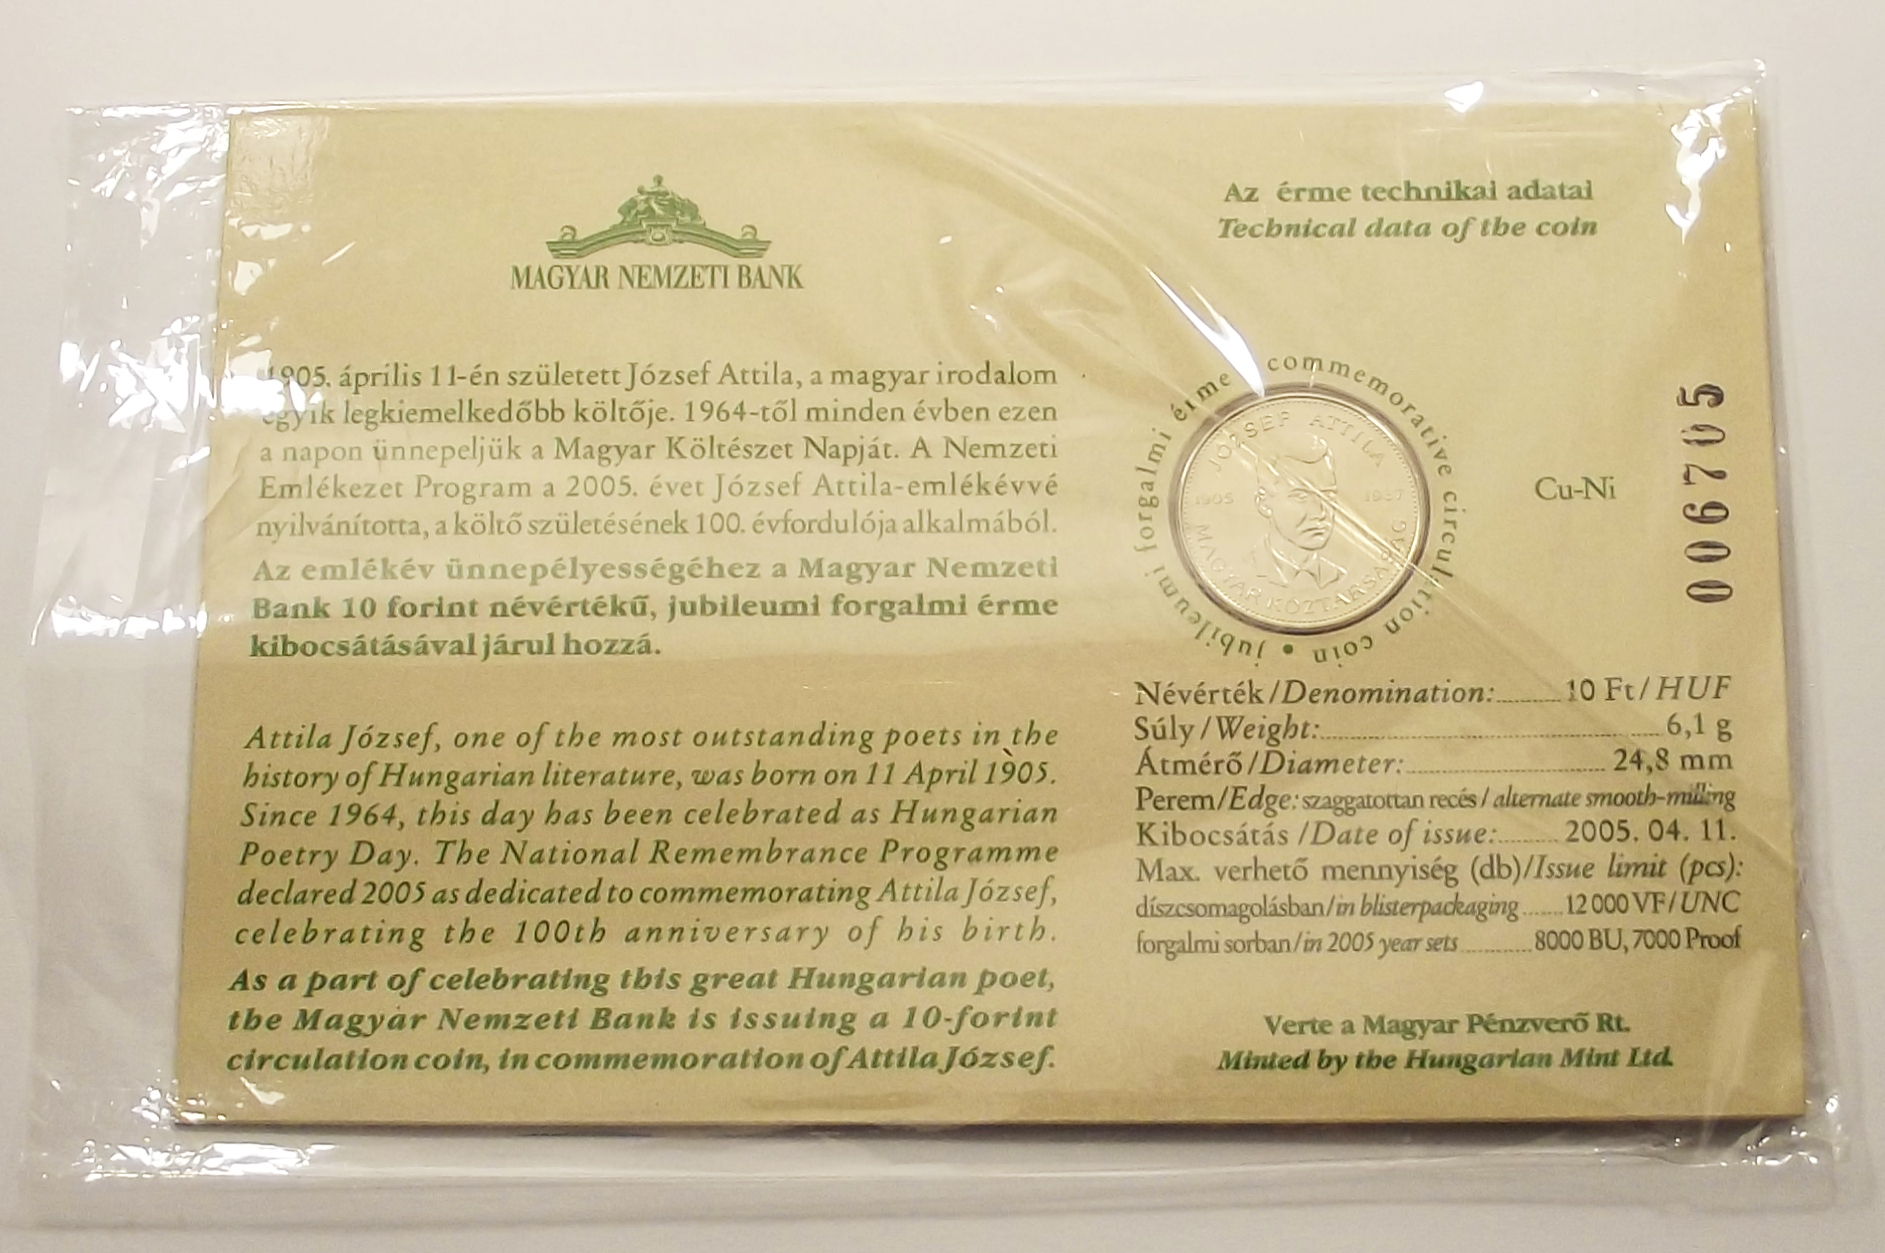 MAGYAR NEMZETI BANK
1905. április 11-én született József Attila, a magyar irodalom
egyik legkiemelkedőbb költője. 1964-től minden évben ezen
a napon ünnepeljük a Magyar Költészet Napját. A Nemzeti
Emlékezet Program a 2005. évet József Attila-emlékévvé
nyilvánította, a költő születésének 100. évfordulója alkalmából.
Az emlékév ünnepélyességéhez a Magyar Nemzeti
Bank 10 forint névértékű, jubileumi forgalmi érme
kibocsátásával járul hozzá.
Attila József, one of the most outstanding poets in the
history of Hungarian literature, was born on 11 April 1905.
Since 1964, this day has been celebrated as Hungarian
Poetry Day. The National Remembrance Programme
declared 2005 as dedicated to commemorating Attila József,
celebrating the 100th anniversary of his birth.
As a part of celebrating this great Hungarian poet,
the Magyar Nemzeti Bank is issuing a 10-forint
circulation coin, in commemoration of Attila József.
Az érme technikai adatai
Technical data of the coin
jubileumi forgalmi érme commemorative circulation coin •
JÓZSEF ATTILA
1905 1937
MAGYAR KÖZTÁRSASÁG
Cu-Ni
006705
Névérték/Denomination:.........10 Ft/HUF
Súly/Weight:.........6,1 g
Átmérő/Diameter:.........24,8 mm
Perem/Edge: szaggatottan recés/alternate smooth-milling
Kibocsátás /Date of issue:.........2005. 04. 11.
Max. verhető mennyiség (db)/Issue limit (pcs):
díszcsomagolásban/in blisterpackaging.......12 000 VF/UNC
forgalmi sorban/in 2005 year sets.........8000 BU, 7000 Proof
Verte a Magyar Pénzverő Rt.
Minted by the Hungarian Mint Ltd.